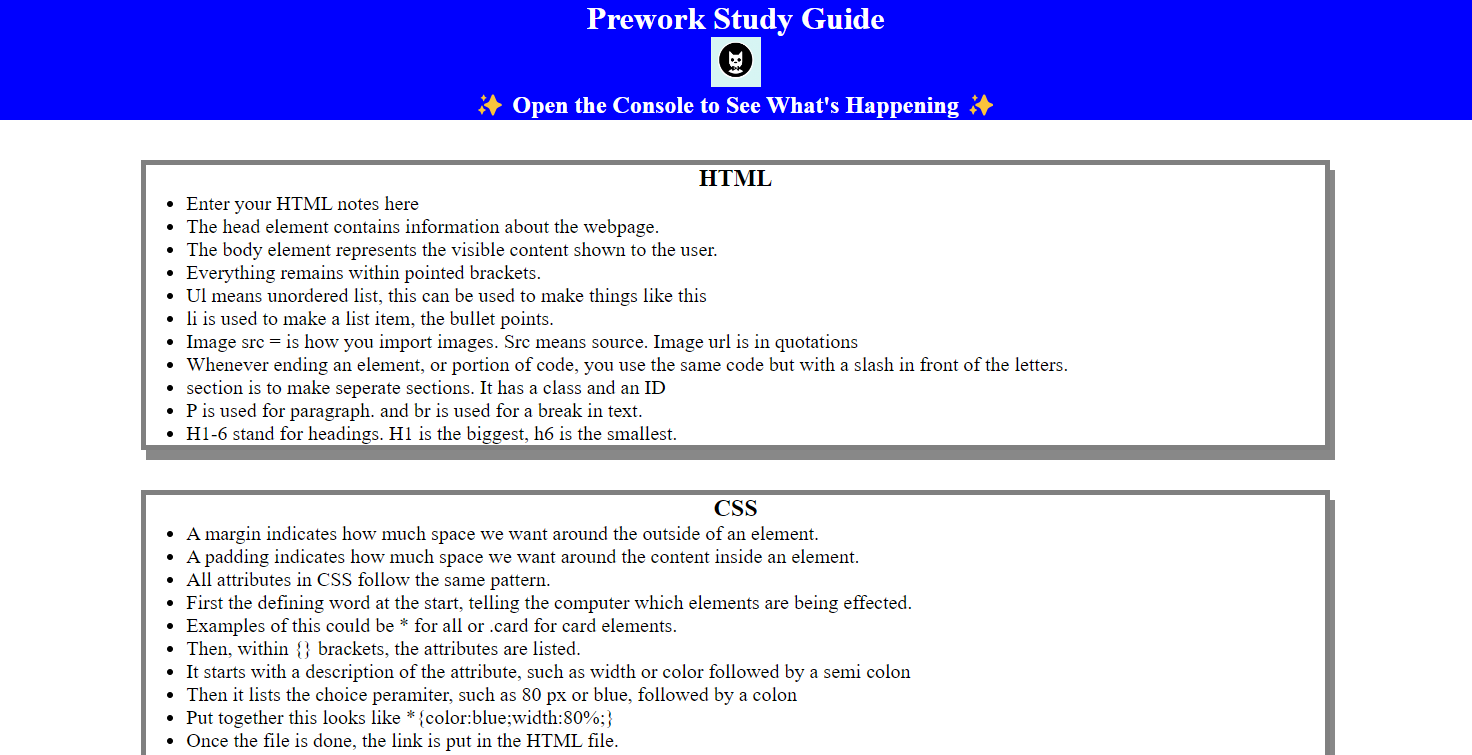 Prework Study Guide
✨ Open the Console to See What's Happening ✨
HTML
• Enter your HTML notes here
• The head element contains information about the webpage.
• The body element represents the visible content shown to the user.
• Everything remains within pointed brackets.
• Ul means unordered list, this can be used to make things like this
• li is used to make a list item, the bullet points.
• Image src = is how you import images. Src means source. Image url is in quotations
• Whenever ending an element, or portion of code, you use the same code but with a slash in front of the letters.
• section is to make seperate sections. It has a class and an ID
• P is used for paragraph. and br is used for a break in text.
• H1-6 stand for headings. H1 is the biggest, h6 is the smallest.
CSS
• A margin indicates how much space we want around the outside of an element.
• A padding indicates how much space we want around the content inside an element.
• All attributes in CSS follow the same pattern.
• First the defining word at the start, telling the computer which elements are being effected.
• Examples of this could be * for all or .card for card elements.
• Then, within {} brackets, the attributes are listed.
• It starts with a description of the attribute, such as width or color followed by a semi colon
• Then it lists the choice peramiter, such as 80 px or blue, followed by a colon
• Put together this looks like *{color:blue;width:80%;}
• Once the file is done, the link is put in the HTML file.